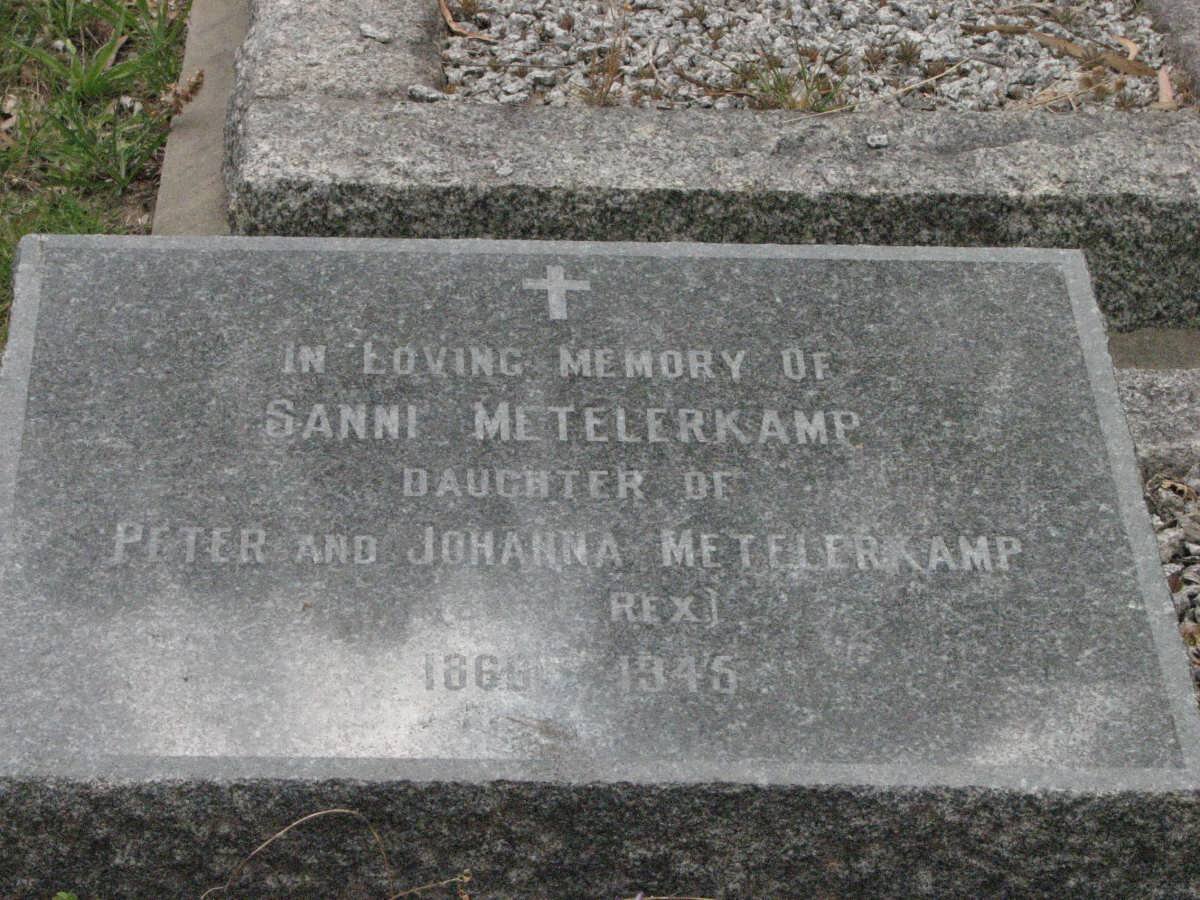 IN LOVING MEMORY OF
SANNI METELERKAMP
DAUGHTER OF
PETER AND JOHANNA METELERKAMP
REX]
1945